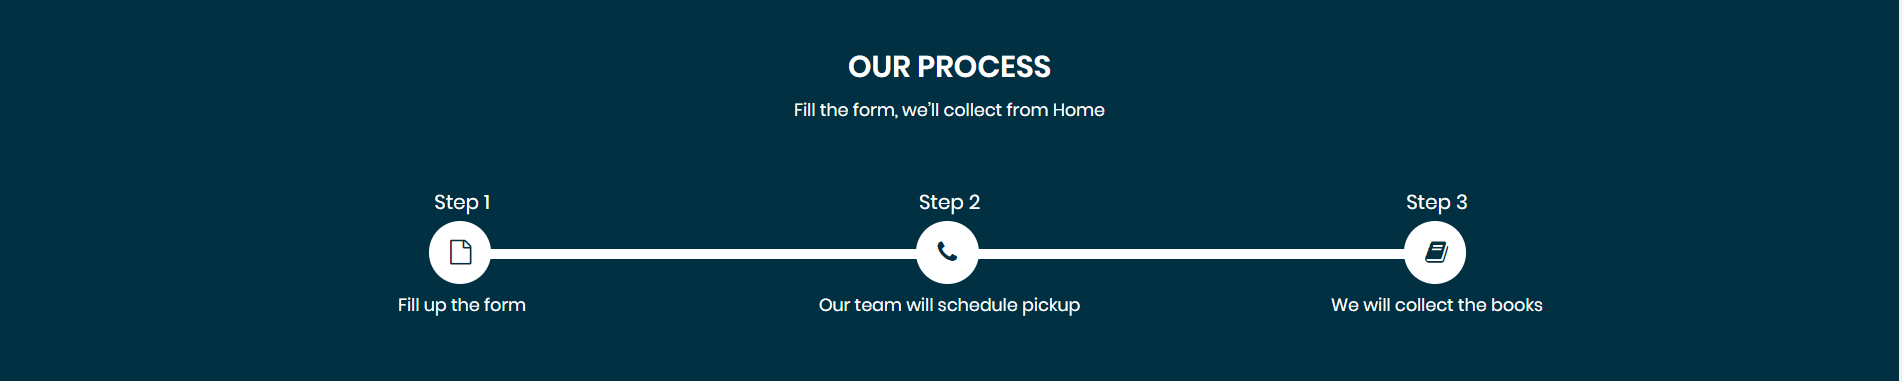 OUR PROCESS
Fill the form, we'll collect from Home
Step 1
Step 2
Step 3
Fill up the form
Our team will schedule pickup
We will collect the books